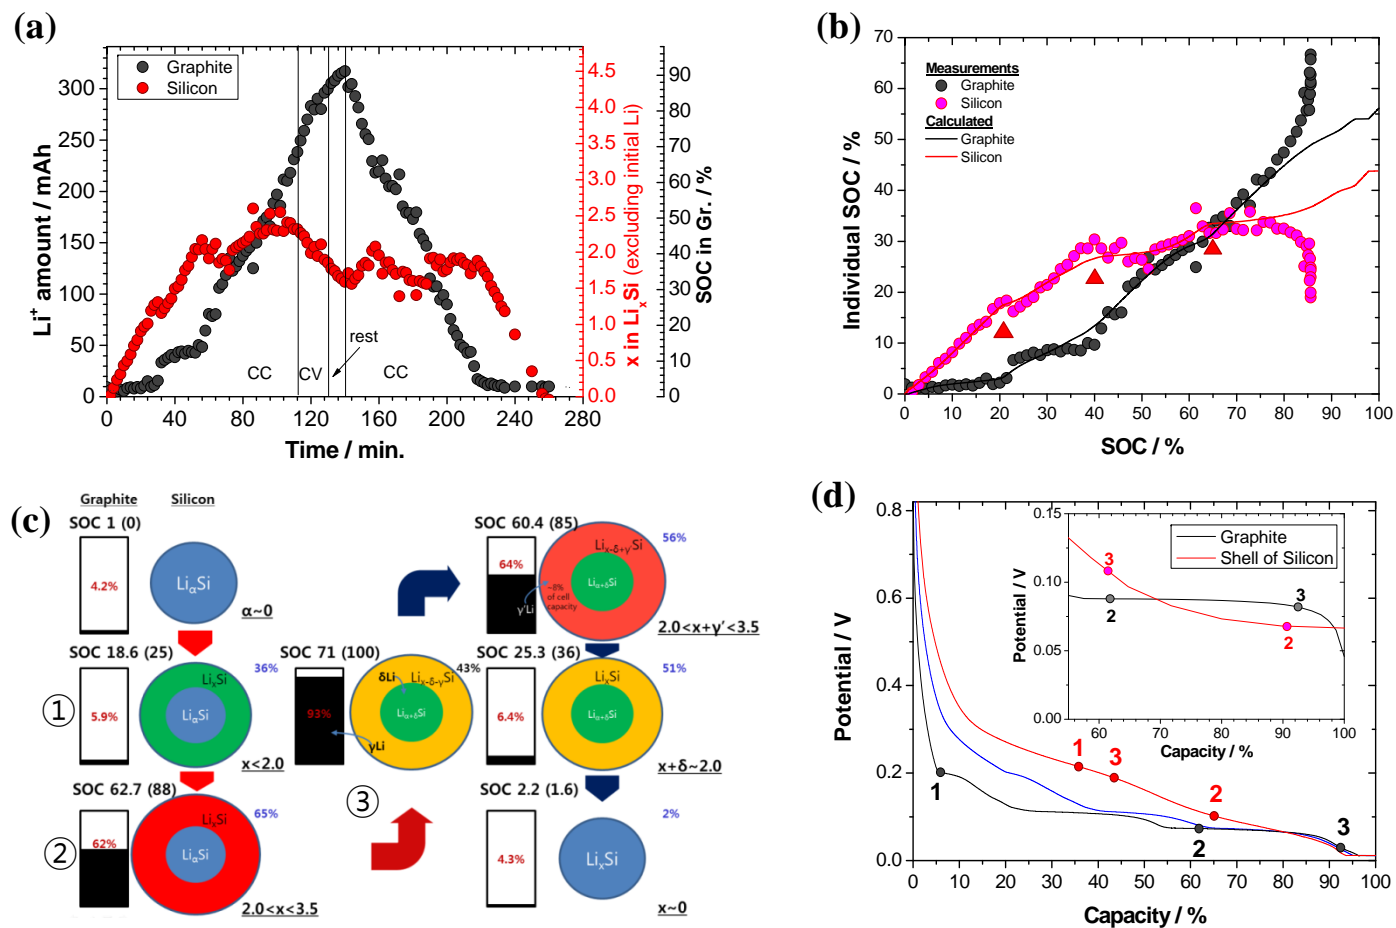 (a)
Graphite
Silicon
Li⁺ amount / mAh
300
250
200
150
100
50
0
0 40 80 120 160 200 240 280
Time / min.
CC
CV
rest
CC
4.5
4.0
3.5
3.0
2.5
2.0
1.5
1.0
0.5
0.0
x in LiₓSi (excluding initial Li)
90
80
70
60
50
40
30
20
10
0
SOC in Gr. / %
(b)
Measurements
Graphite
Silicon
Calculated
Graphite
Silicon
Individual SOC / %
70
60
50
40
30
20
10
0
0 10 20 30 40 50 60 70 80 90 100
SOC / %
(c)
Graphite Silicon
SOC 1 (0)
4.2%
LiαSi
α~0
SOC 18.6 (25)
36%
①
5.9%
LiₓSi
LiαSi
x<2.0
SOC 62.7 (88)
65%
②
62%
LiₓSi
LiαSi
2.0<x<3.5
③
SOC 71 (100)
43%
93%
δLi
Liₓ₋δ₋γSi
Liα₊δSi
γLi
SOC 60.4 (85)
56%
64%
Liₓ₋δ₊γ'Si
Liα₊δSi
~8%
of cell
capacity
γ'Li
2.0<x+γ'<3.5
SOC 25.3 (36)
51%
6.4%
LiₓSi
Liα₊δSi
x+δ~2.0
SOC 2.2 (1.6)
2%
4.3%
LiₓSi
x~0
(d)
Potential / V
0.8
0.6
0.4
0.2
0.0
0 10 20 30 40 50 60 70 80 90 100
Capacity / %
1
3
2
1
2
3
Graphite
Shell of Silicon
Potential / V
0.15
0.10
0.05
0.00
60 70 80 90 100
Capacity / %
3
2
3
2